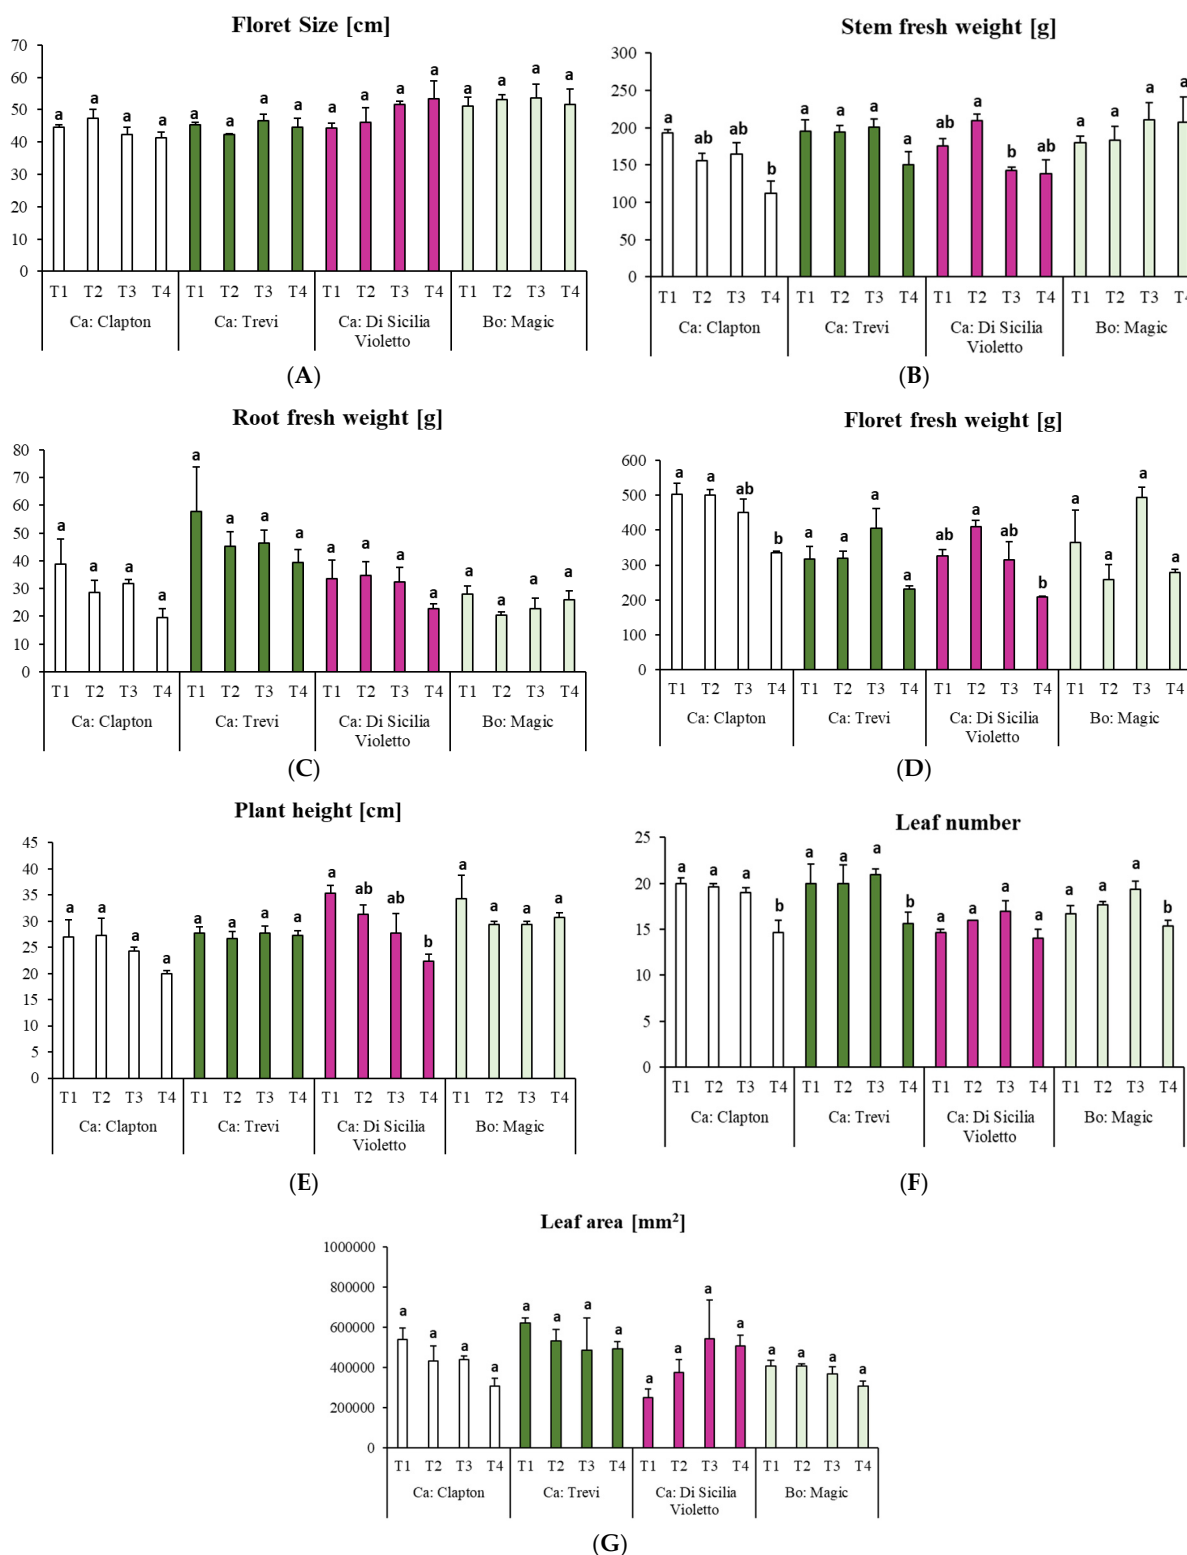 Floret Size [cm]
70
60
50
40
30
20
10
0
a a a a a a a a a a a a a a a a
T1 T2 T3 T4 T1 T2 T3 T4 T1 T2 T3 T4 T1 T2 T3 T4
Ca: Clapton Ca: Trevi Ca: Di Sicilia Violetto Bo: Magic
(A)
Stem fresh weight [g]
300
250
200
150
100
50
0
a ab ab b a a a a ab a b ab a a a a
T1 T2 T3 T4 T1 T2 T3 T4 T1 T2 T3 T4 T1 T2 T3 T4
Ca: Clapton Ca: Trevi Ca: Di Sicilia Violetto Bo: Magic
(B)
Root fresh weight [g]
80
70
60
50
40
30
20
10
0
a a a a a a a a a a a a a a a a
T1 T2 T3 T4 T1 T2 T3 T4 T1 T2 T3 T4 T1 T2 T3 T4
Ca: Clapton Ca: Trevi Ca: Di Sicilia Violetto Bo: Magic
(C)
Floret fresh weight [g]
600
500
400
300
200
100
0
a a ab b a a a a ab a ab b a a a a
T1 T2 T3 T4 T1 T2 T3 T4 T1 T2 T3 T4 T1 T2 T3 T4
Ca: Clapton Ca: Trevi Ca: Di Sicilia Violetto Bo: Magic
(D)
Plant height [cm]
45
40
35
30
25
20
15
10
5
0
a a a a a a a a a ab ab b a a a a
T1 T2 T3 T4 T1 T2 T3 T4 T1 T2 T3 T4 T1 T2 T3 T4
Ca: Clapton Ca: Trevi Ca: Di Sicilia Violetto Bo: Magic
(E)
Leaf number
25
20
15
10
5
0
a a a b a a a b a a a a a a a b
T1 T2 T3 T4 T1 T2 T3 T4 T1 T2 T3 T4 T1 T2 T3 T4
Ca: Clapton Ca: Trevi Ca: Di Sicilia Violetto Bo: Magic
(F)
Leaf area [mm²]
1000000
800000
600000
400000
200000
0
a a a a a a a a a a a a a a a a
T1 T2 T3 T4 T1 T2 T3 T4 T1 T2 T3 T4 T1 T2 T3 T4
Ca: Clapton Ca: Trevi Ca: Di Sicilia Violetto Bo: Magic
(G)